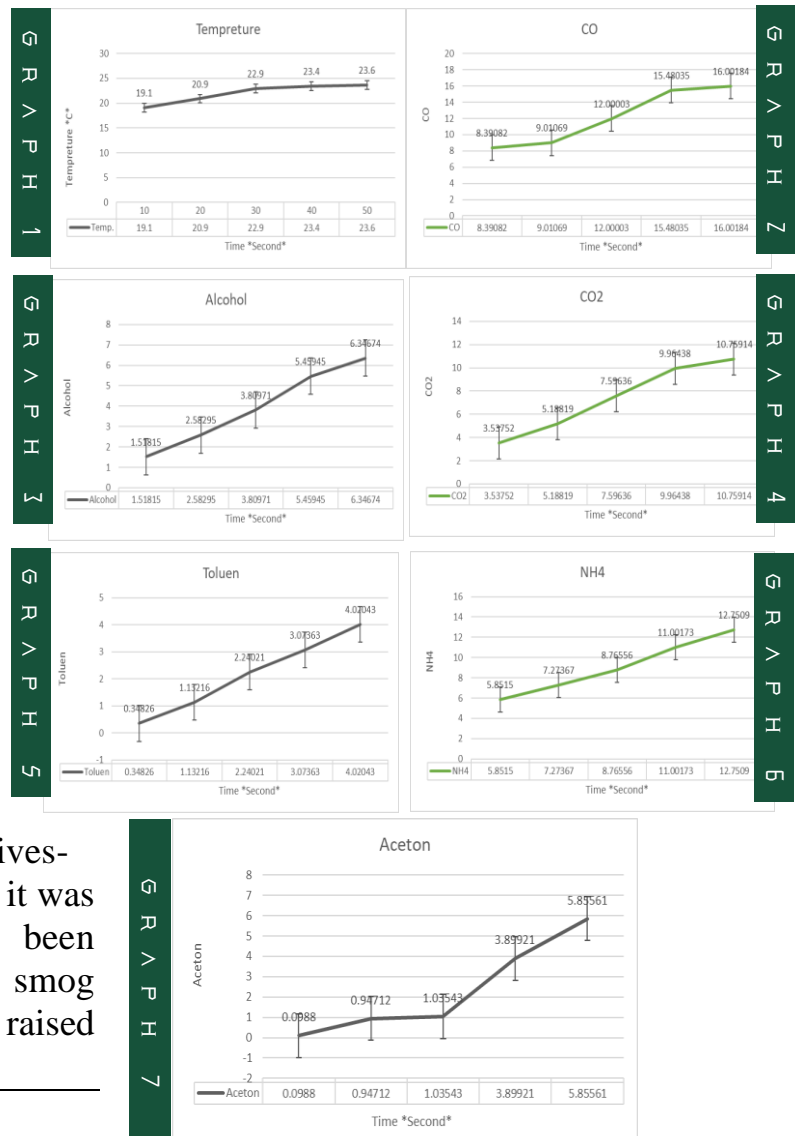 GRAPH 1
Tempreture
Tempreture *C*
30
25
20
15
10
5
0
19.1
20.9
22.9
23.4
23.6
10 20 30 40 50
Temp. 19.1 20.9 22.9 23.4 23.6
Time *Second*
GRAPH 2
CO
CO
20
18
16
14
12
10
8
6
4
2
0
8.39082
9.01069
12.00003
15.48035
16.00184
CO 8.39082 9.01069 12.00003 15.48035 16.00184
Time *Second*
GRAPH 3
Alcohol
Alcohol
8
7
6
5
4
3
2
1
0
1.51815
2.58295
3.80971
5.45945
6.34674
Alcohol 1.51815 2.58295 3.80971 5.45945 6.34674
Time *Second*
GRAPH 4
CO2
CO2
14
12
10
8
6
4
2
0
3.53752
5.18819
7.59636
9.96438
10.75914
CO2 3.53752 5.18819 7.59636 9.96438 10.75914
Time *Second*
GRAPH 5
Toluen
Toluen
5
4
3
2
1
0
-1
0.34826
1.13216
2.24021
3.07363
4.02043
Toluen 0.34826 1.13216 2.24021 3.07363 4.02043
Time *Second*
GRAPH 6
NH4
NH4
16
14
12
10
8
6
4
2
0
5.8515
7.27367
8.76556
11.00173
12.7509
NH4 5.8515 7.27367 8.76556 11.00173 12.7509
Time *Second*
ives-
it was
been
smog
raised
GRAPH 7
Aceton
Aceton
8
7
6
5
4
3
2
1
0
-1
-2
0.0988
0.94712
1.03543
3.89921
5.85561
Aceton 0.0988 0.94712 1.03543 3.89921 5.85561
Time *Second*